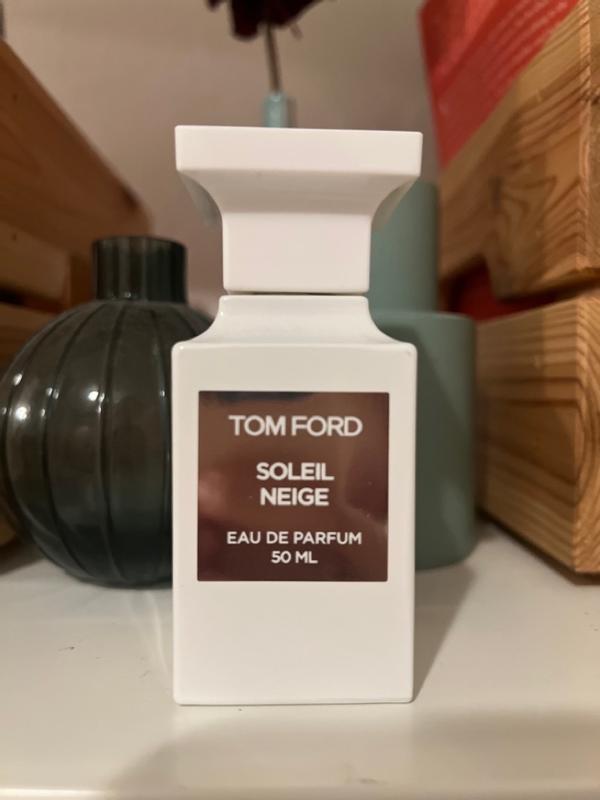 TOM FORD
SOLEIL
NEIGE
EAU DE PARFUM
50 ML